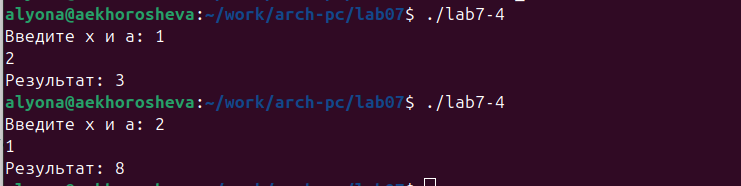 alyona@aekhorosheva:~/work/arch-pc/lab07$ ./lab7-4
Введите x и a: 1
2
Результат: 3
alyona@aekhorosheva:~/work/arch-pc/lab07$ ./lab7-4
Введите x и a: 2
1
Результат: 8